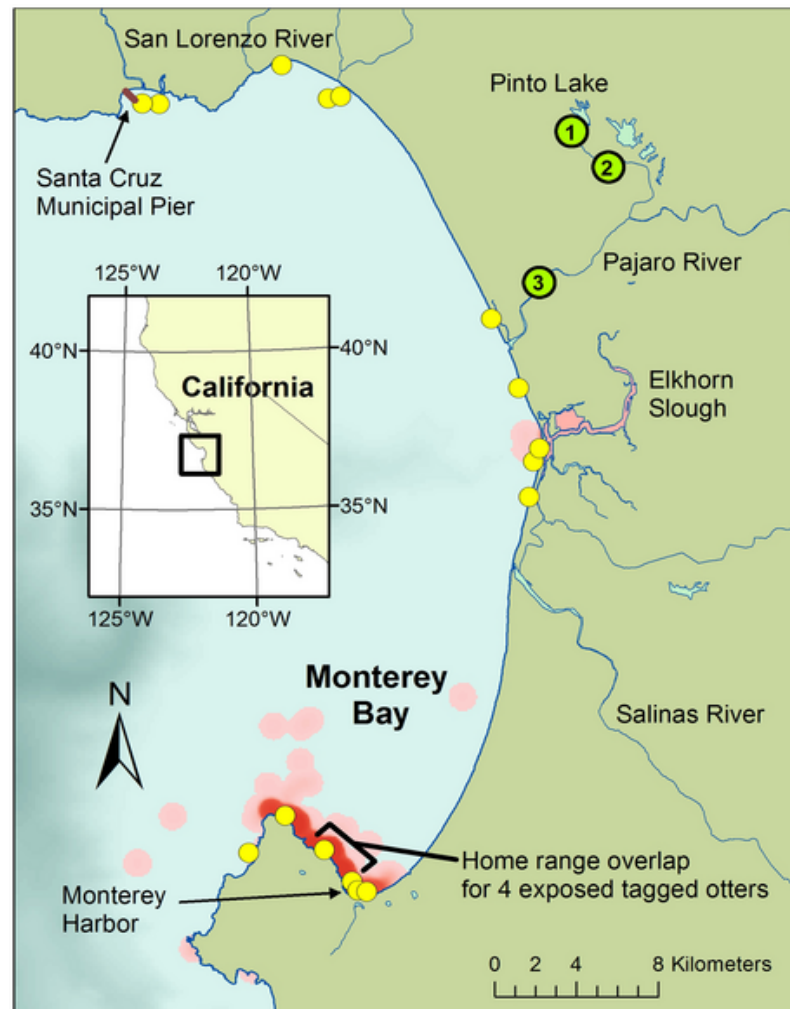 San Lorenzo River
Pinto Lake
1
2
Santa Cruz
Municipal Pier
3
Pajaro River
125°W
120°W
40°N
40°N
California
Elkhorn
Slough
35°N
35°N
125°W
120°W
Monterey
Bay
N
Salinas River
Home range overlap
for 4 exposed tagged otters
Monterey
Harbor
0 2 4 8 Kilometers